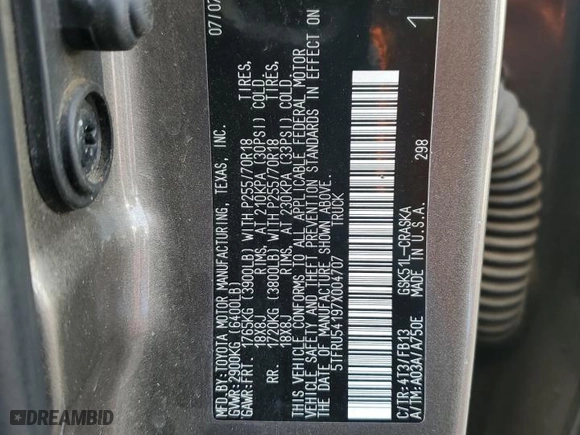 MFD.BY:TOYOTA MOTOR MANUFACTURING, TEXAS, INC. 07/07
GVWR:2900KG (6400LB)
GAWR:FRT 1765KG (3900LB) WITH P255/70R18 TIRES,
18X8J RIMS, AT 210KPA (30PSI) COLD.
RR. 1720KG (3800LB) WITH P255/70R18 TIRES,
18X8J RIMS, AT 230KPA (33PSI) COLD.
THIS VEHICLE CONFORMS TO ALL APPLICABLE FEDERAL MOTOR
VEHICLE SAFETY AND THEFT PREVENTION STANDARDS IN EFFECT ON
THE DATE OF MANUFACTURE SHOWN ABOVE.
5TFRU54197X004707 TRUCK
298
C/TR:4T3/FB13 GSK51L-CRASKA
A/TM:A03A/A750E MADE IN U.S.A.
1
DREAMBID